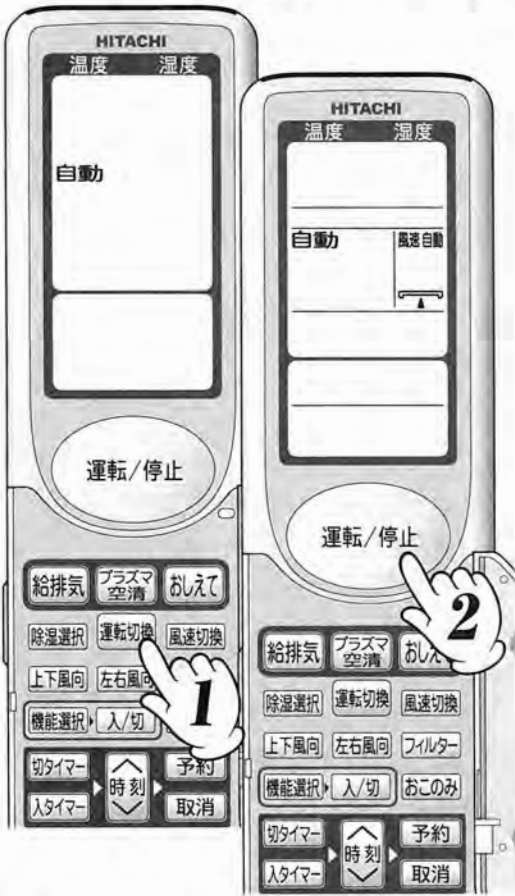 HITACHI
温度 湿度
自動
運転/停止
給排気 プラズマ空清 おしえて
除湿選択 運転切換 風速切換
上下風向 左右風向
機能選択 入/切
切タイマー 時刻 予約
入タイマー 取消
1
HITACHI
温度 湿度
自動 風速自動
運転/停止
2
給排気 プラズマ空清 おしえて
除湿選択 運転切換 風速切換
上下風向 左右風向 フィルター
機能選択 入/切 おこのみ
切タイマー 時刻 予約
入タイマー 取消